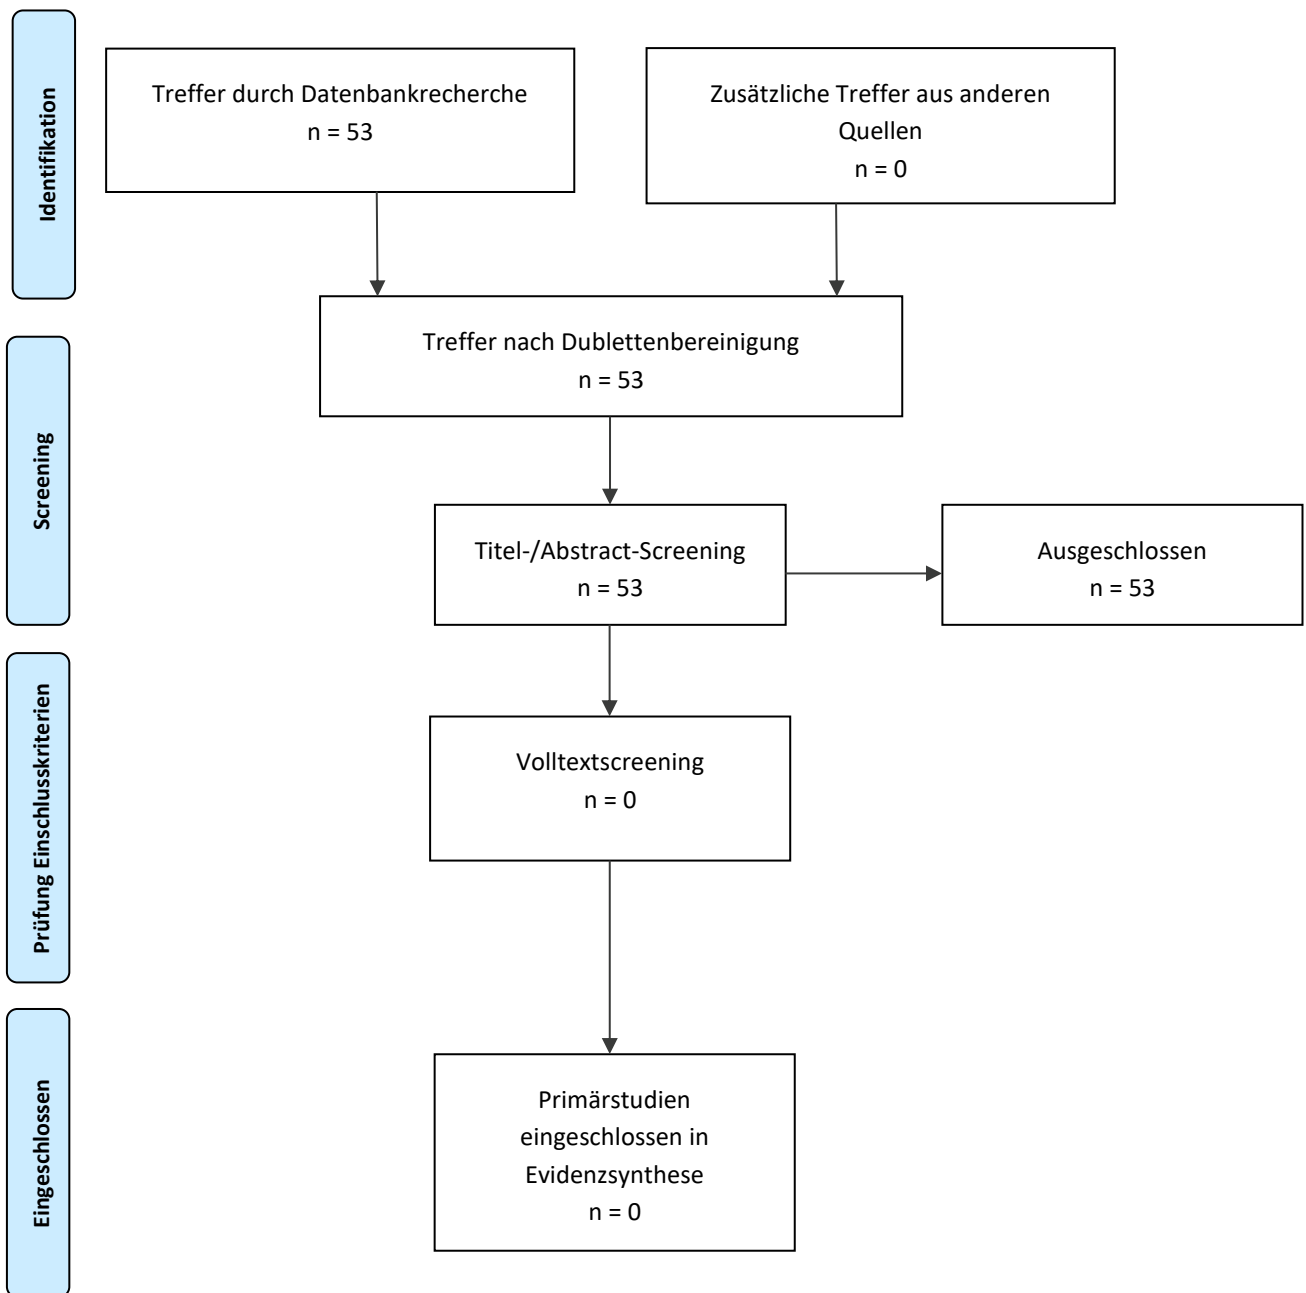 Identifikation
Treffer durch Datenbankrecherche
n = 53
Zusätzliche Treffer aus anderen
Quellen
n = 0
Treffer nach Dublettenbereinigung
n = 53
Screening
Titel-/Abstract-Screening
n = 53
Ausgeschlossen
n = 53
Prüfung Einschlusskriterien
Volltextscreening
n = 0
Eingeschlossen
Primärstudien
eingeschlossen in
Evidenzsynthese
n = 0